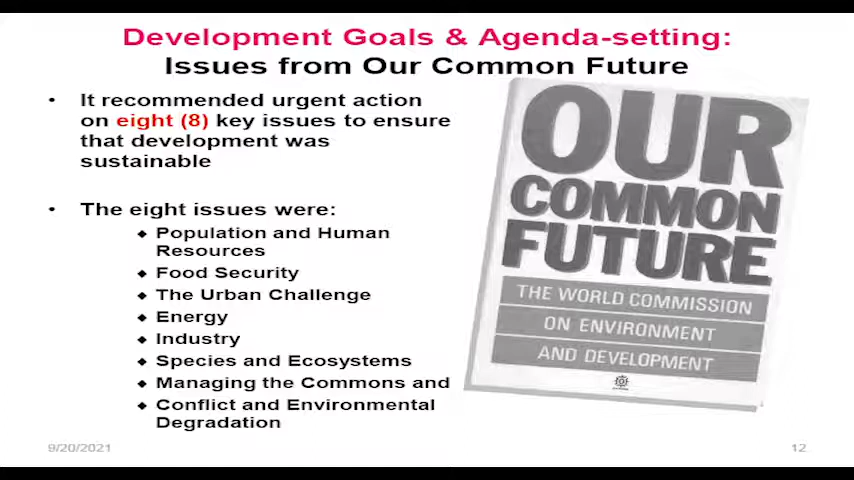 Development Goals & Agenda-setting:
Issues from Our Common Future
• It recommended urgent action
on eight (8) key issues to ensure
that development was
sustainable
• The eight issues were:
◆ Population and Human
Resources
◆ Food Security
◆ The Urban Challenge
◆ Energy
◆ Industry
◆ Species and Ecosystems
◆ Managing the Commons and
◆ Conflict and Environmental
Degradation
OUR
COMMON
FUTURE
THE WORLD COMMISSION
ON ENVIRONMENT
AND DEVELOPMENT
9/20/2021
12